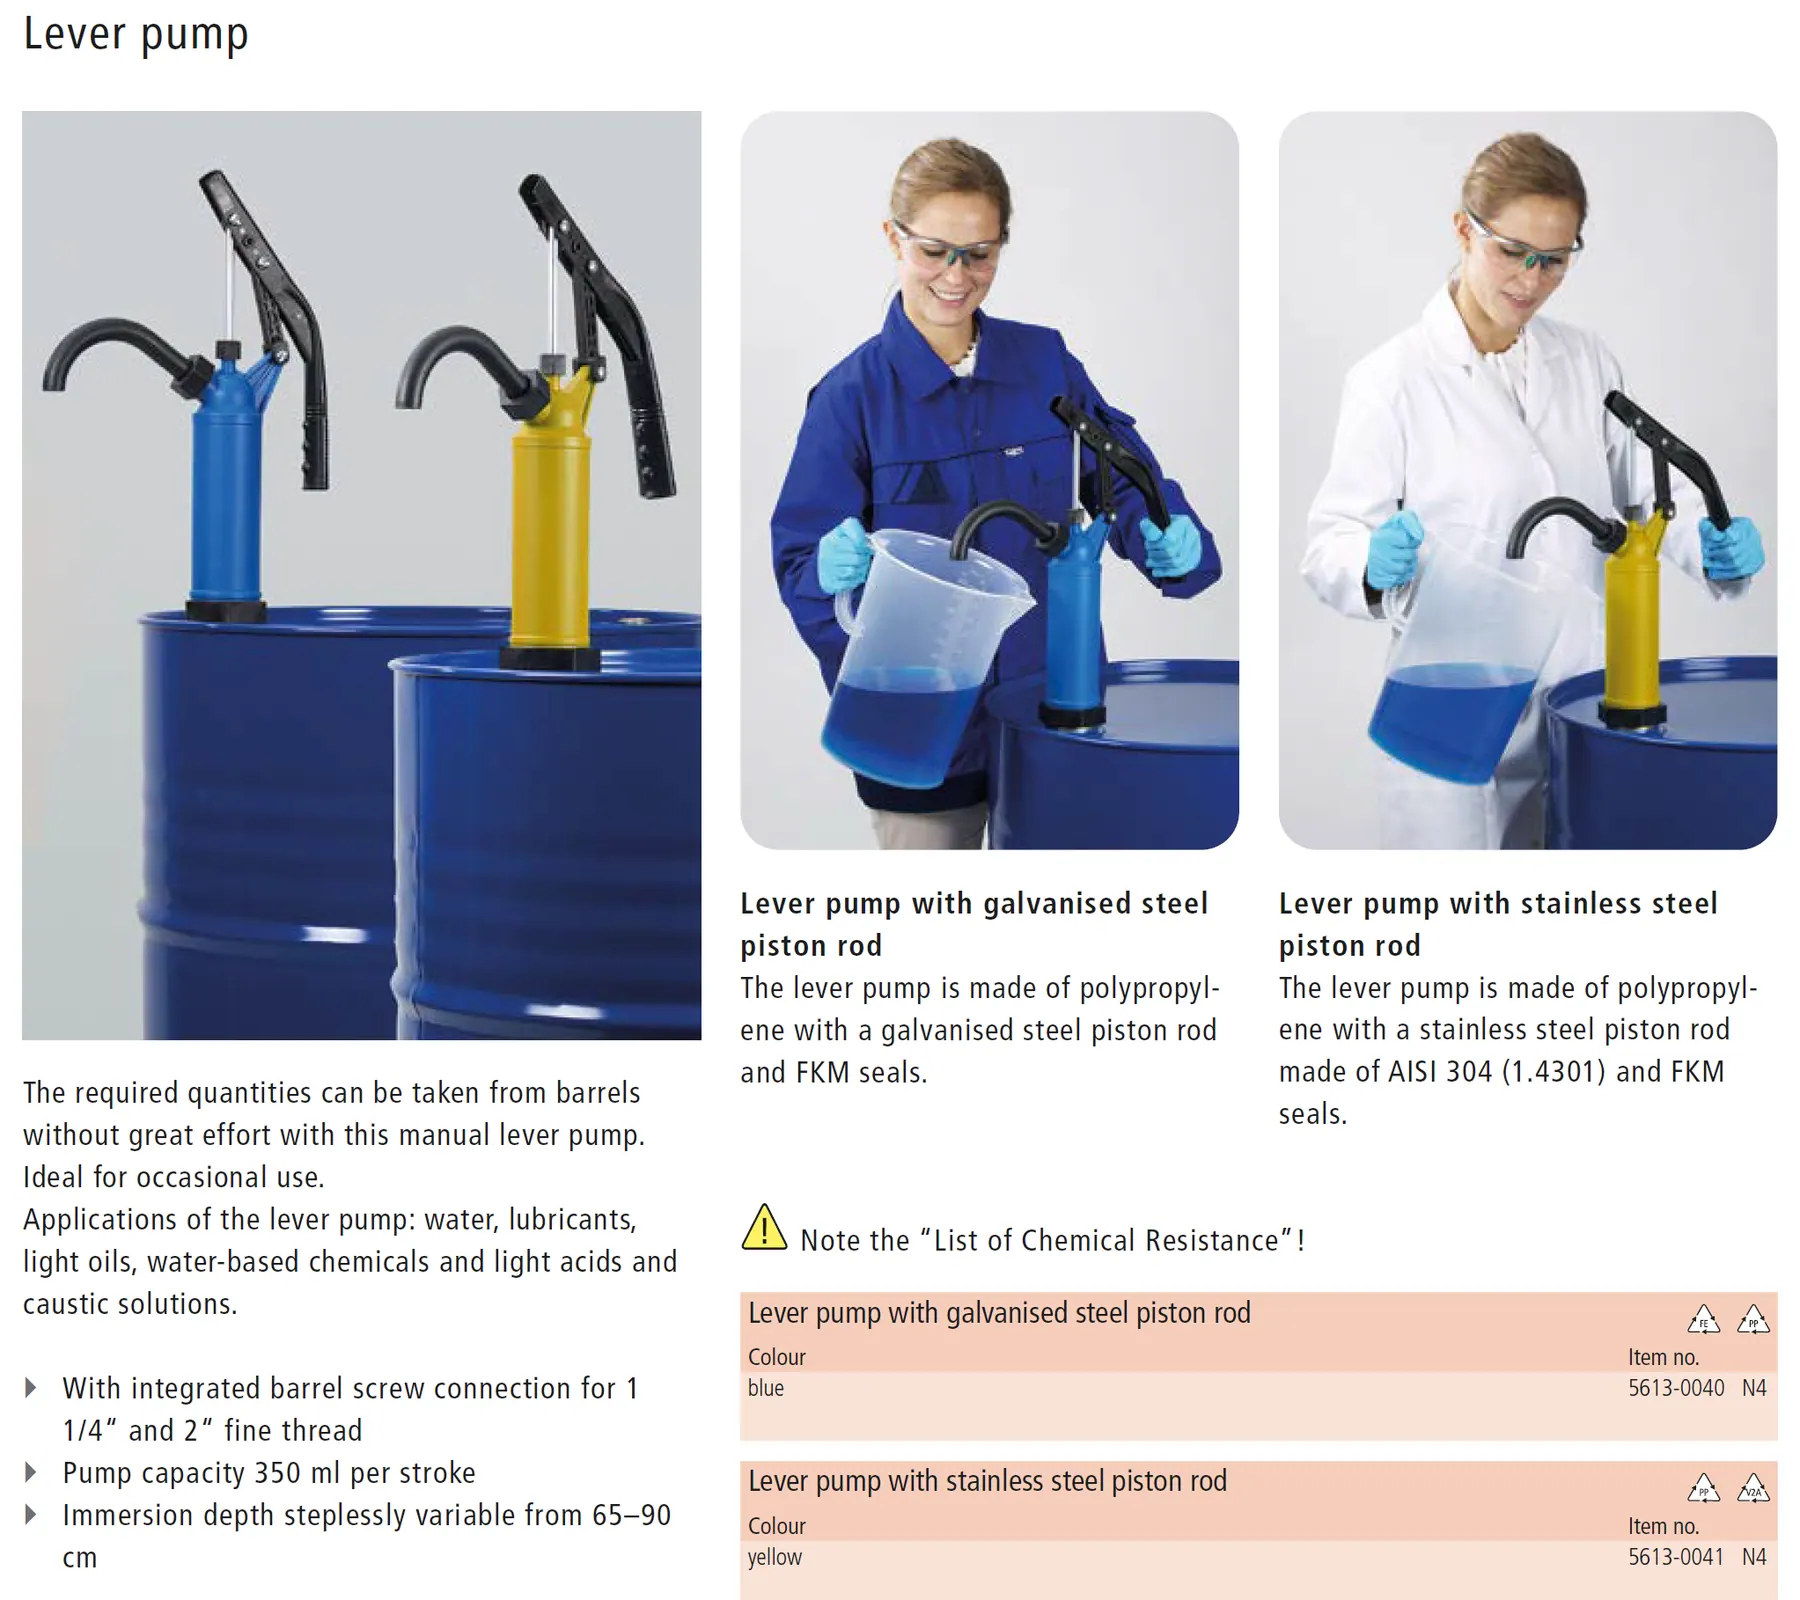 Lever pump
The required quantities can be taken from barrels
without great effort with this manual lever pump.
Ideal for occasional use.
Applications of the lever pump: water, lubricants,
light oils, water-based chemicals and light acids and
caustic solutions.
With integrated barrel screw connection for 1
1/4“ and 2“ fine thread
Pump capacity 350 ml per stroke
Immersion depth steplessly variable from 65–90
cm
Lever pump with galvanised steel
piston rod
The lever pump is made of polypropyl-
ene with a galvanised steel piston rod
and FKM seals.
Lever pump with stainless steel
piston rod
The lever pump is made of polypropyl-
ene with a stainless steel piston rod
made of AISI 304 (1.4301) and FKM
seals.
! Note the “List of Chemical Resistance”!
Lever pump with galvanised steel piston rod FE PP
Colour Item no.
blue 5613-0040 N4
Lever pump with stainless steel piston rod PP V2A
Colour Item no.
yellow 5613-0041 N4